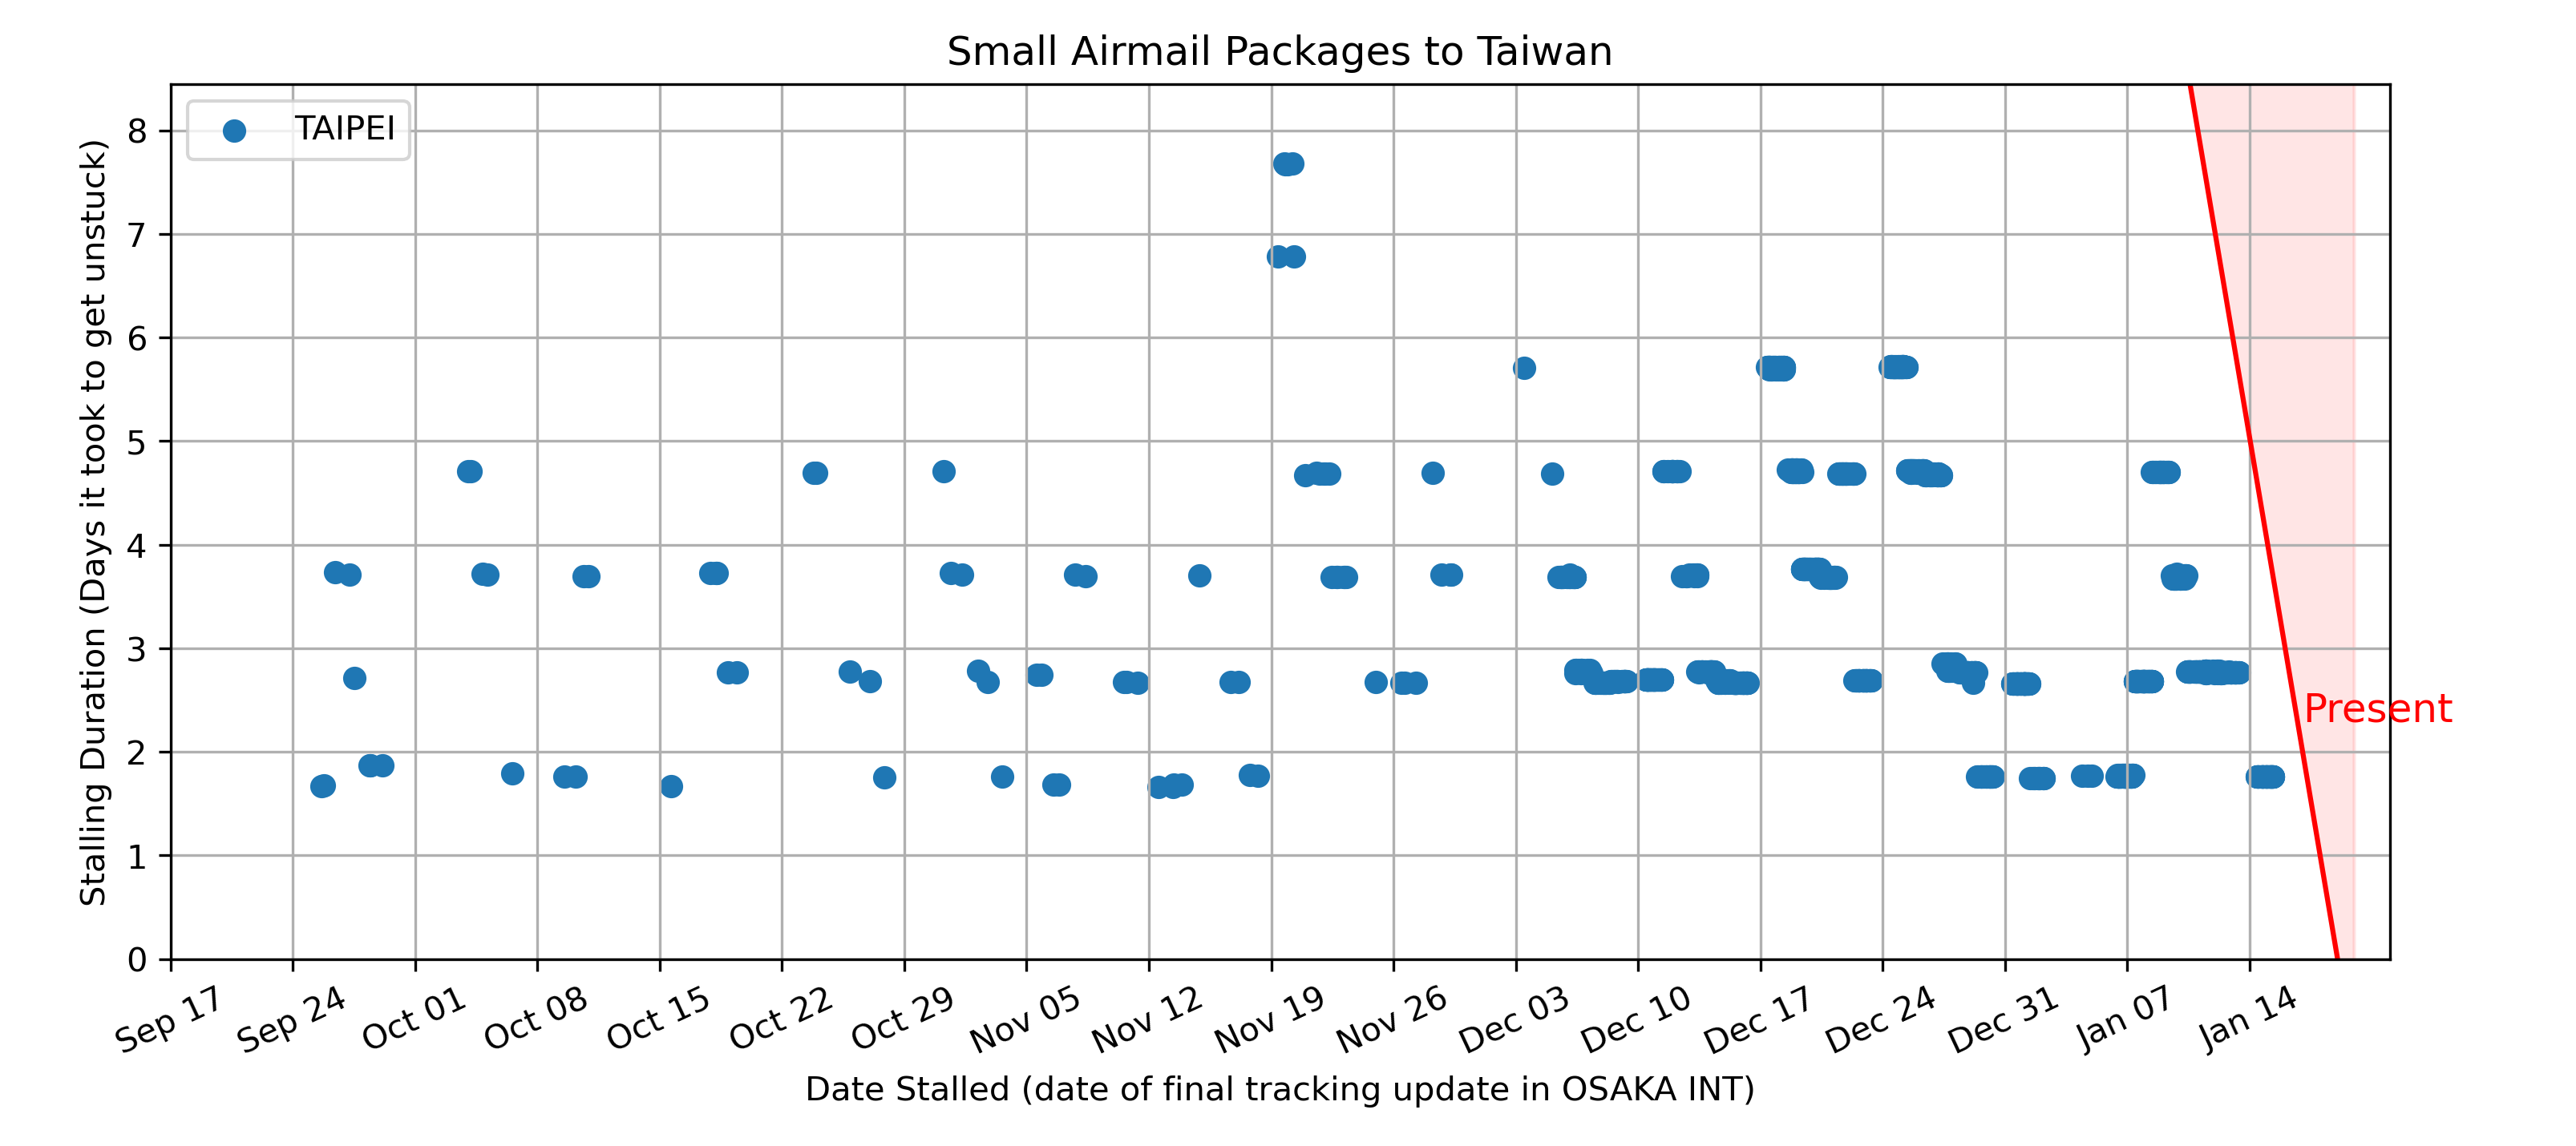 Small Airmail Packages to Taiwan
TAIPEI
Stalling Duration (Days it took to get unstuck)
8
7
6
5
4
3
2
1
0
Present
Sep 17
Sep 24
Oct 01
Oct 08
Oct 15
Oct 22
Oct 29
Nov 05
Nov 12
Nov 19
Nov 26
Dec 03
Dec 10
Dec 17
Dec 24
Dec 31
Jan 07
Jan 14
Date Stalled (date of final tracking update in OSAKA INT)